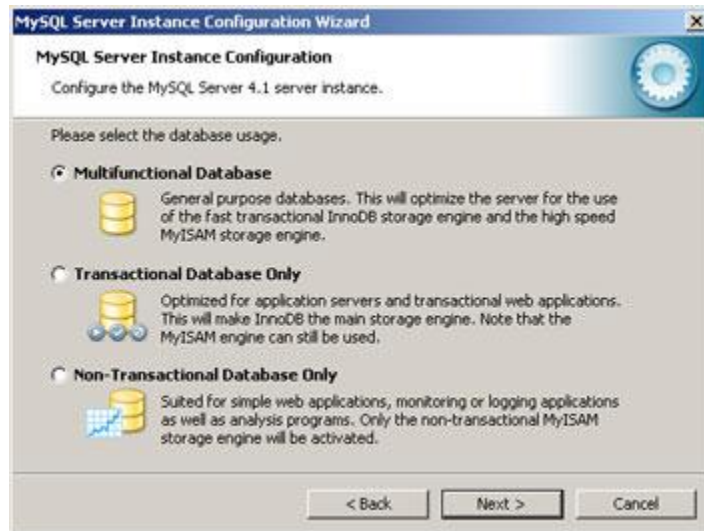 MySQL Server Instance Configuration Wizard
MySQL Server Instance Configuration
Configure the MySQL Server 4.1 server instance.
Please select the database usage.
Multifunctional Database
General purpose databases. This will optimize the server for the use
of the fast transactional InnoDB storage engine and the high speed
MyISAM storage engine.
Transactional Database Only
Optimized for application servers and transactional web applications.
This will make InnoDB the main storage engine. Note that the
MyISAM engine can still be used.
Non-Transactional Database Only
Suited for simple web applications, monitoring or logging applications
as well as analysis programs. Only the non-transactional MyISAM
storage engine will be activated.
< Back Next > Cancel